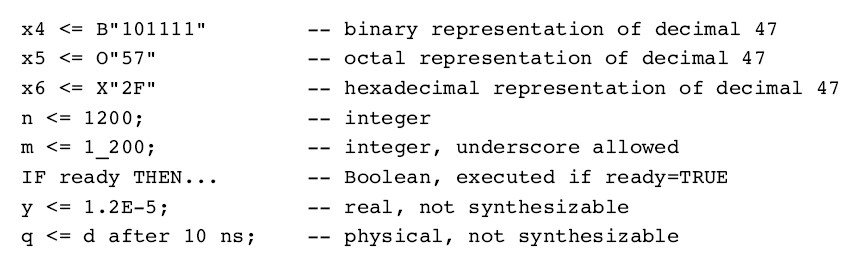 x4 <= B"101111" -- binary representation of decimal 47
x5 <= O"57" -- octal representation of decimal 47
x6 <= X"2F" -- hexadecimal representation of decimal 47
n <= 1200; -- integer
m <= 1_200; -- integer, underscore allowed
IF ready THEN... -- Boolean, executed if ready=TRUE
y <= 1.2E-5; -- real, not synthesizable
q <= d after 10 ns; -- physical, not synthesizable